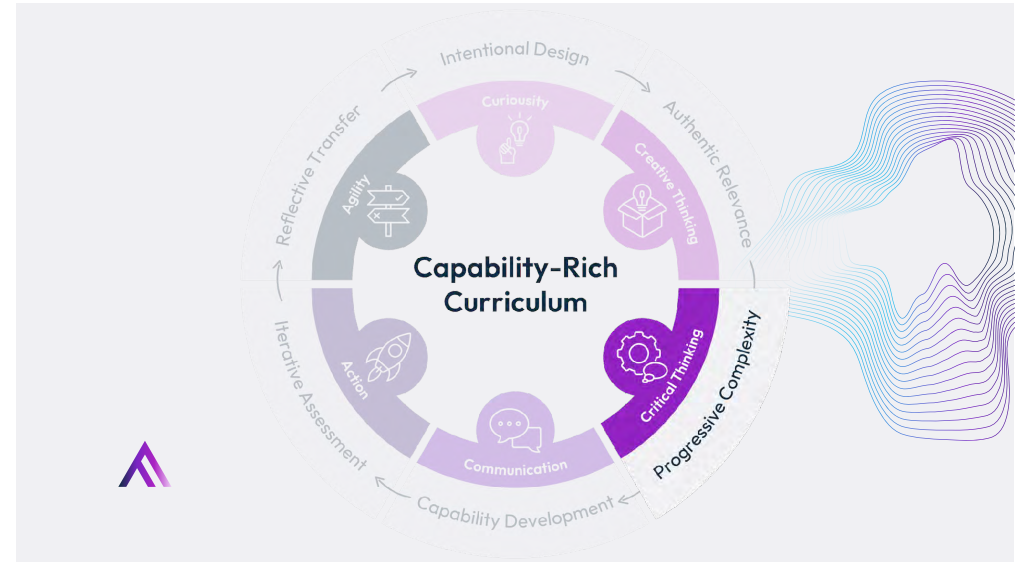 Intentional Design
Curiousity
Authentic Relevance
Creative Thinking
Progressive Complexity
Critical Thinking
Capability Development
Communication
Iterative Assessment
Action
Reflective Transfer
Agility
Capability-Rich
Curriculum